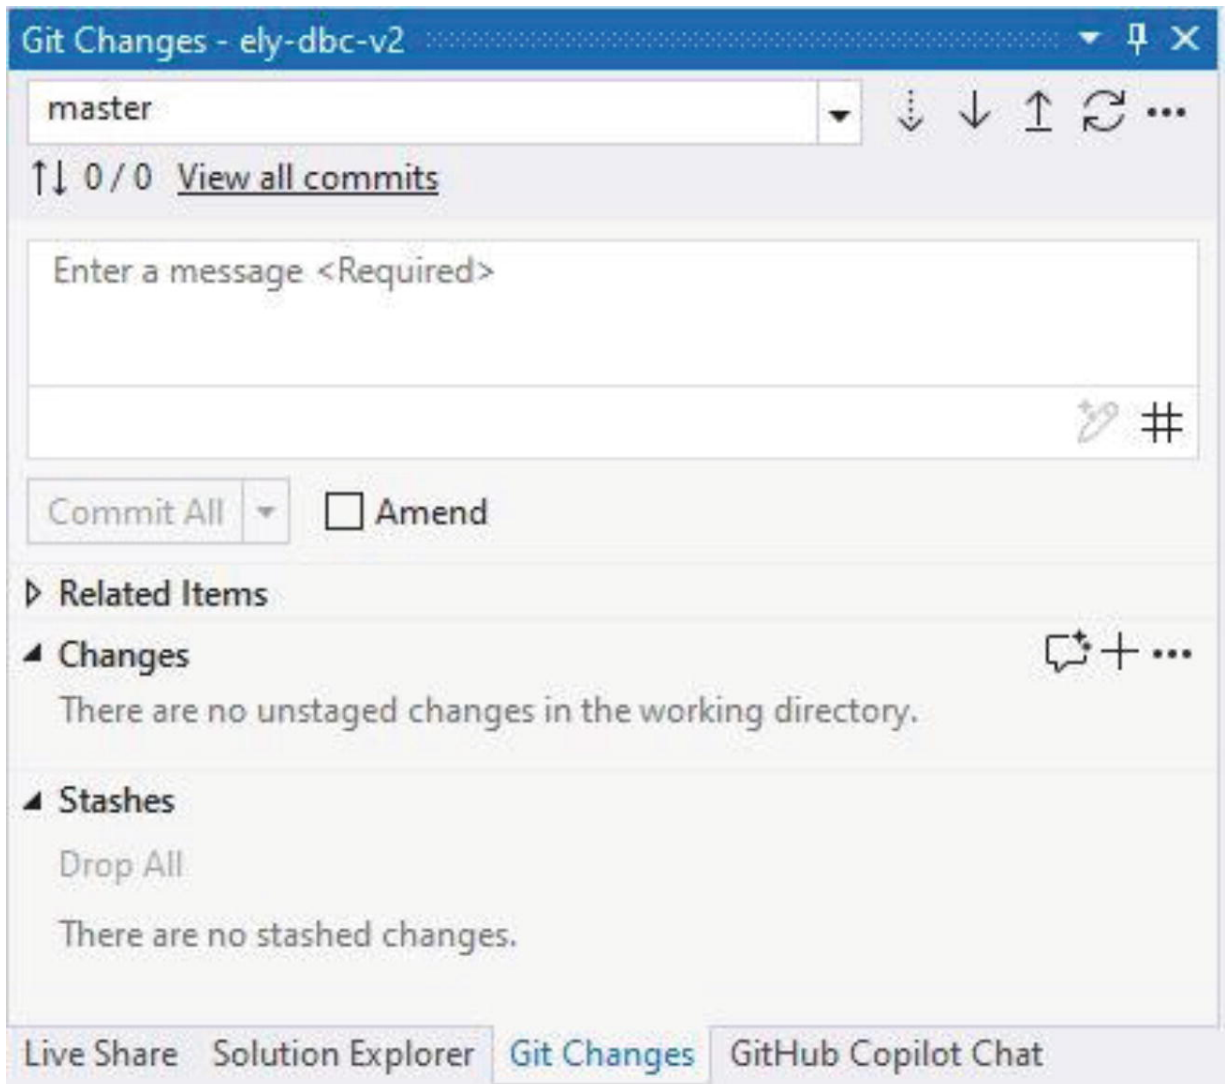 Git Changes - ely-dbc-v2
master
0 / 0 View all commits
Enter a message <Required>
Commit All Amend
Related Items
Changes
There are no unstaged changes in the working directory.
Stashes
Drop All
There are no stashed changes.
Live Share Solution Explorer Git Changes GitHub Copilot Chat